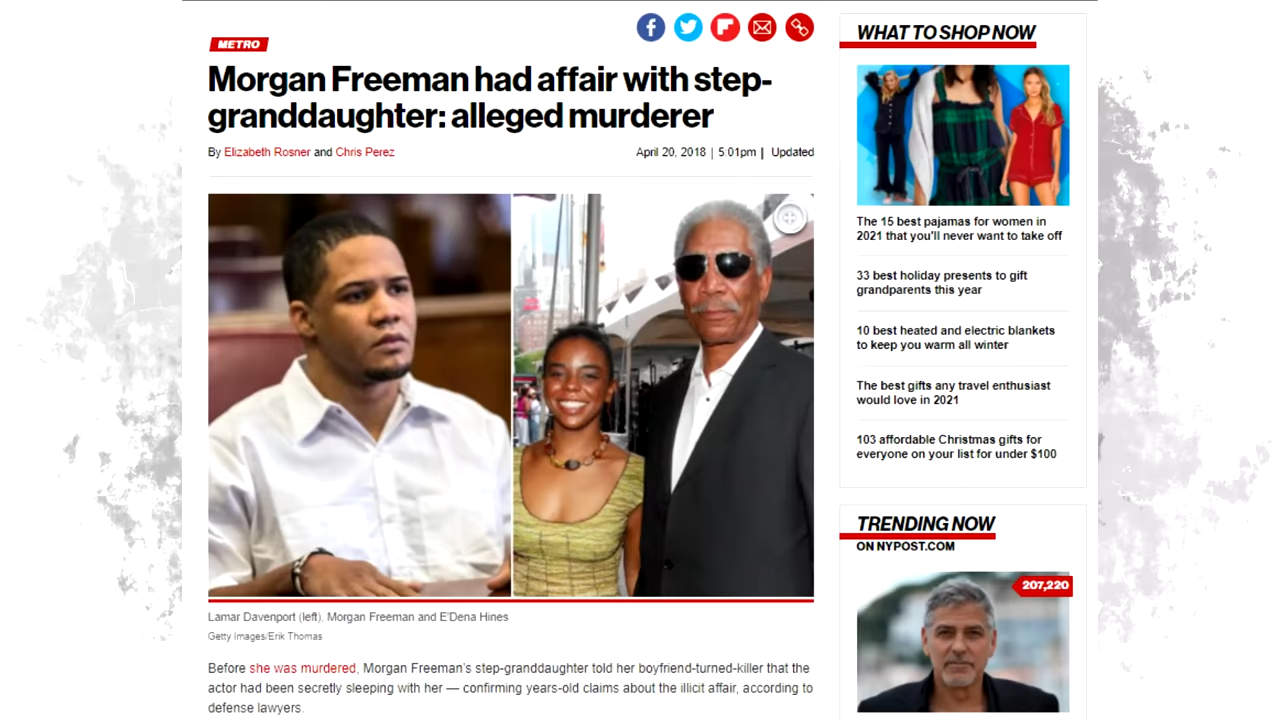 METRO
Morgan Freeman had affair with step-
granddaughter: alleged murderer
By Elizabeth Rosner and Chris Perez
April 20, 2018 | 5:01pm | Updated
Lamar Davenport (left), Morgan Freeman and E'Dena Hines
Getty Images/Erik Thomas
Before she was murdered, Morgan Freeman's step-granddaughter told her boyfriend-turned-killer that the
actor had been secretly sleeping with her — confirming years-old claims about the illicit affair, according to
defense lawyers.
WHAT TO SHOP NOW
The 15 best pajamas for women in
2021 that you'll never want to take off
33 best holiday presents to gift
grandparents this year
10 best heated and electric blankets
to keep you warm all winter
The best gifts any travel enthusiast
would love in 2021
103 affordable Christmas gifts for
everyone on your list for under $100
TRENDING NOW
ON NYPOST.COM
207,220